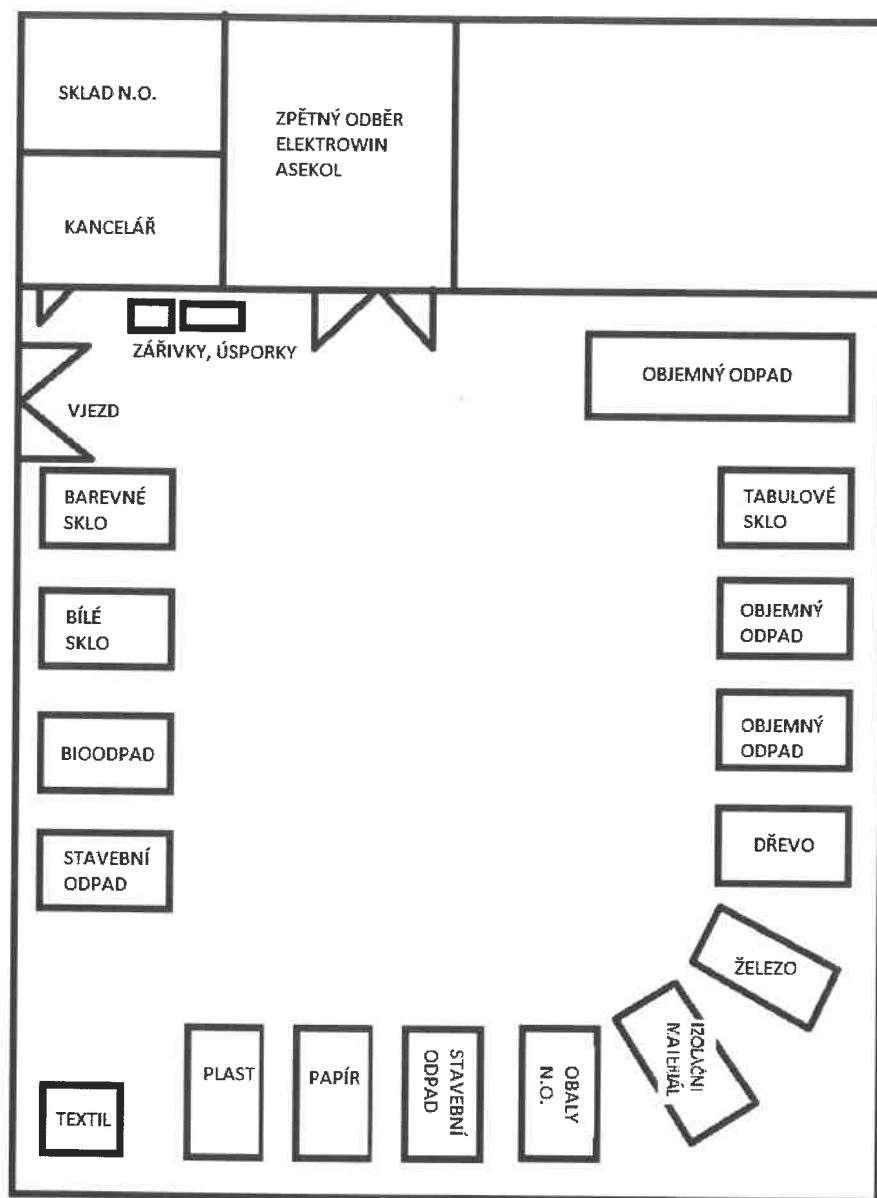 SKLAD N.O.
KANCELÁŘ
ZPĚTNÝ ODBĚR
ELEKTROWIN
ASEKOL
ZÁŘIVKY, ÚSPORKY
VJEZD
OBJEMNÝ ODPAD
BAREVNÉ
SKLO
TABULOVÉ
SKLO
BÍLÉ
SKLO
OBJEMNÝ
ODPAD
BIOODPAD
OBJEMNÝ
ODPAD
STAVEBNÍ
ODPAD
DŘEVO
ŽELEZO
IZOLAČNÍ
MATERIÁL
TEXTIL
PLAST
PAPÍR
STAVEBNÍ
ODPAD
OBALY
N.O.